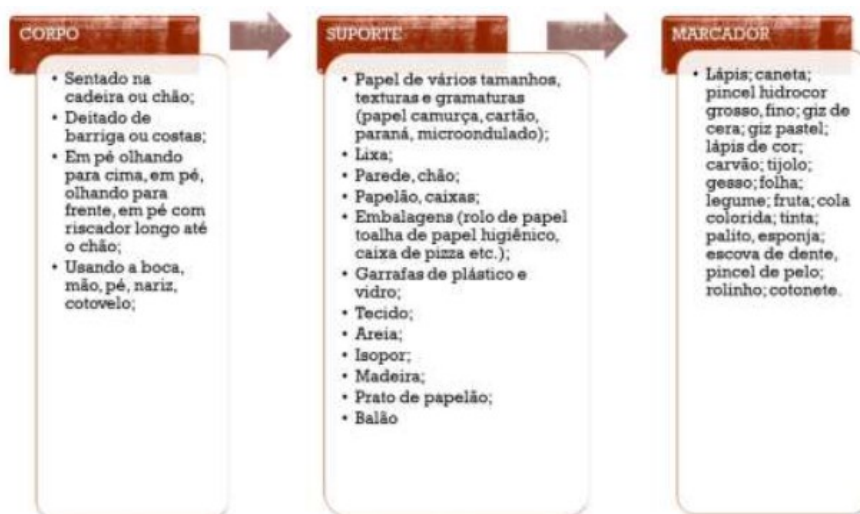 CORPO
• Sentado na
cadeira ou chão;
• Deitado de
barriga ou costas;
• Em pé olhando
para cima, em pé,
olhando para
frente, em pé com
riscador longo até
o chão;
• Usando a boca,
mão, pé, nariz,
cotovelo;
SUPORTE
• Papel de vários tamanhos,
texturas e gramaturas
(papel camurça, cartão,
paraná, microondulado);
• Lixa;
• Parede, chão;
• Papelão, caixas;
• Embalagens (rolo de papel
toalha de papel higiênico,
caixa de pizza etc.);
• Garrafas de plástico e
vidro;
• Tecido;
• Areia;
• Isopor;
• Madeira;
• Prato de papelão;
• Balão
MARCADOR
• Lápis; caneta;
pincel hidrocor
grosso, fino; giz de
cera; giz pastel;
lápis de cor;
carvão; tijolo;
gesso; folha;
legume; fruta; cola
colorida; tinta;
palito, esponja;
escova de dente,
pincel de pelo;
rolinho; cotonete.